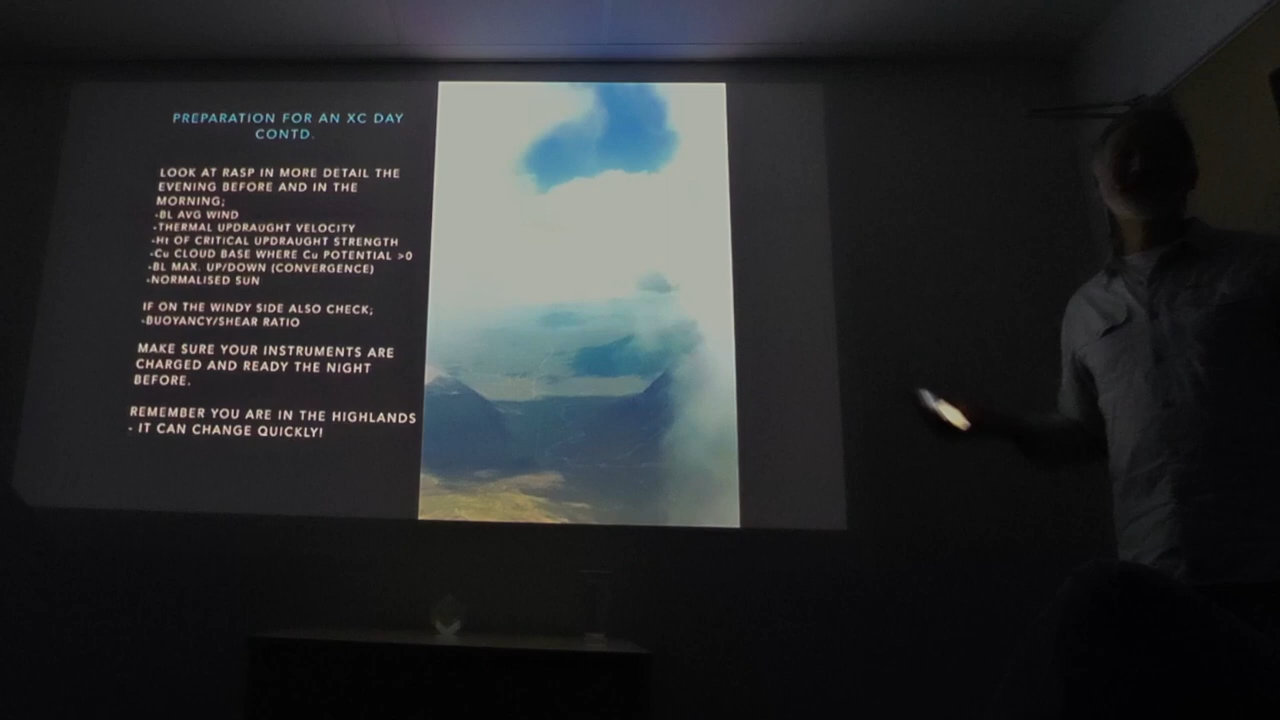 PREPARATION FOR AN XC DAY
CONTD.
LOOK AT RASP IN MORE DETAIL THE
EVENING BEFORE AND IN THE
MORNING;
-BL AVG WIND
-THERMAL UPDRAUGHT VELOCITY
-Ht OF CRITICAL UPDRAUGHT STRENGTH
-Cu CLOUD BASE WHERE Cu POTENTIAL >0
-BL MAX. UP/DOWN (CONVERGENCE)
-NORMALISED SUN
IF ON THE WINDY SIDE ALSO CHECK;
-BUOYANCY/SHEAR RATIO
MAKE SURE YOUR INSTRUMENTS ARE
CHARGED AND READY THE NIGHT
BEFORE.
REMEMBER YOU ARE IN THE HIGHLANDS
- IT CAN CHANGE QUICKLY!